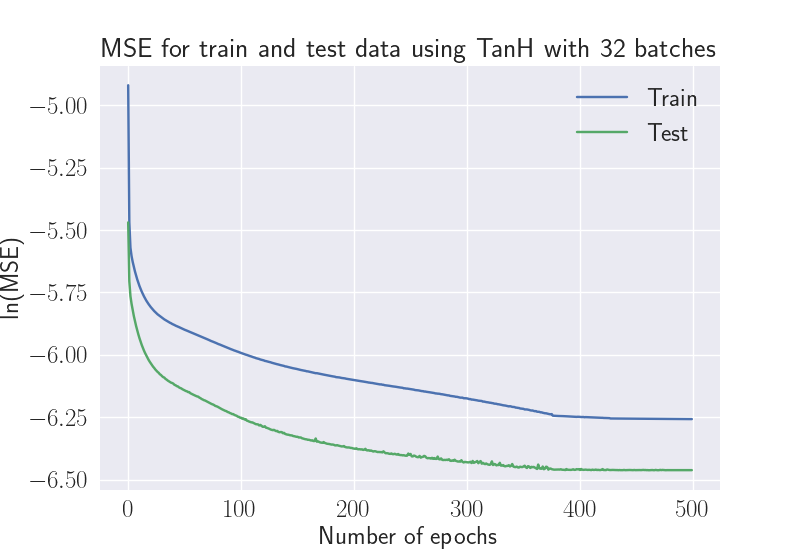 MSE for train and test data using TanH with 32 batches
Train
Test
ln(MSE)
−5.00
−5.25
−5.50
−5.75
−6.00
−6.25
−6.50
0
100
200
300
400
500
Number of epochs